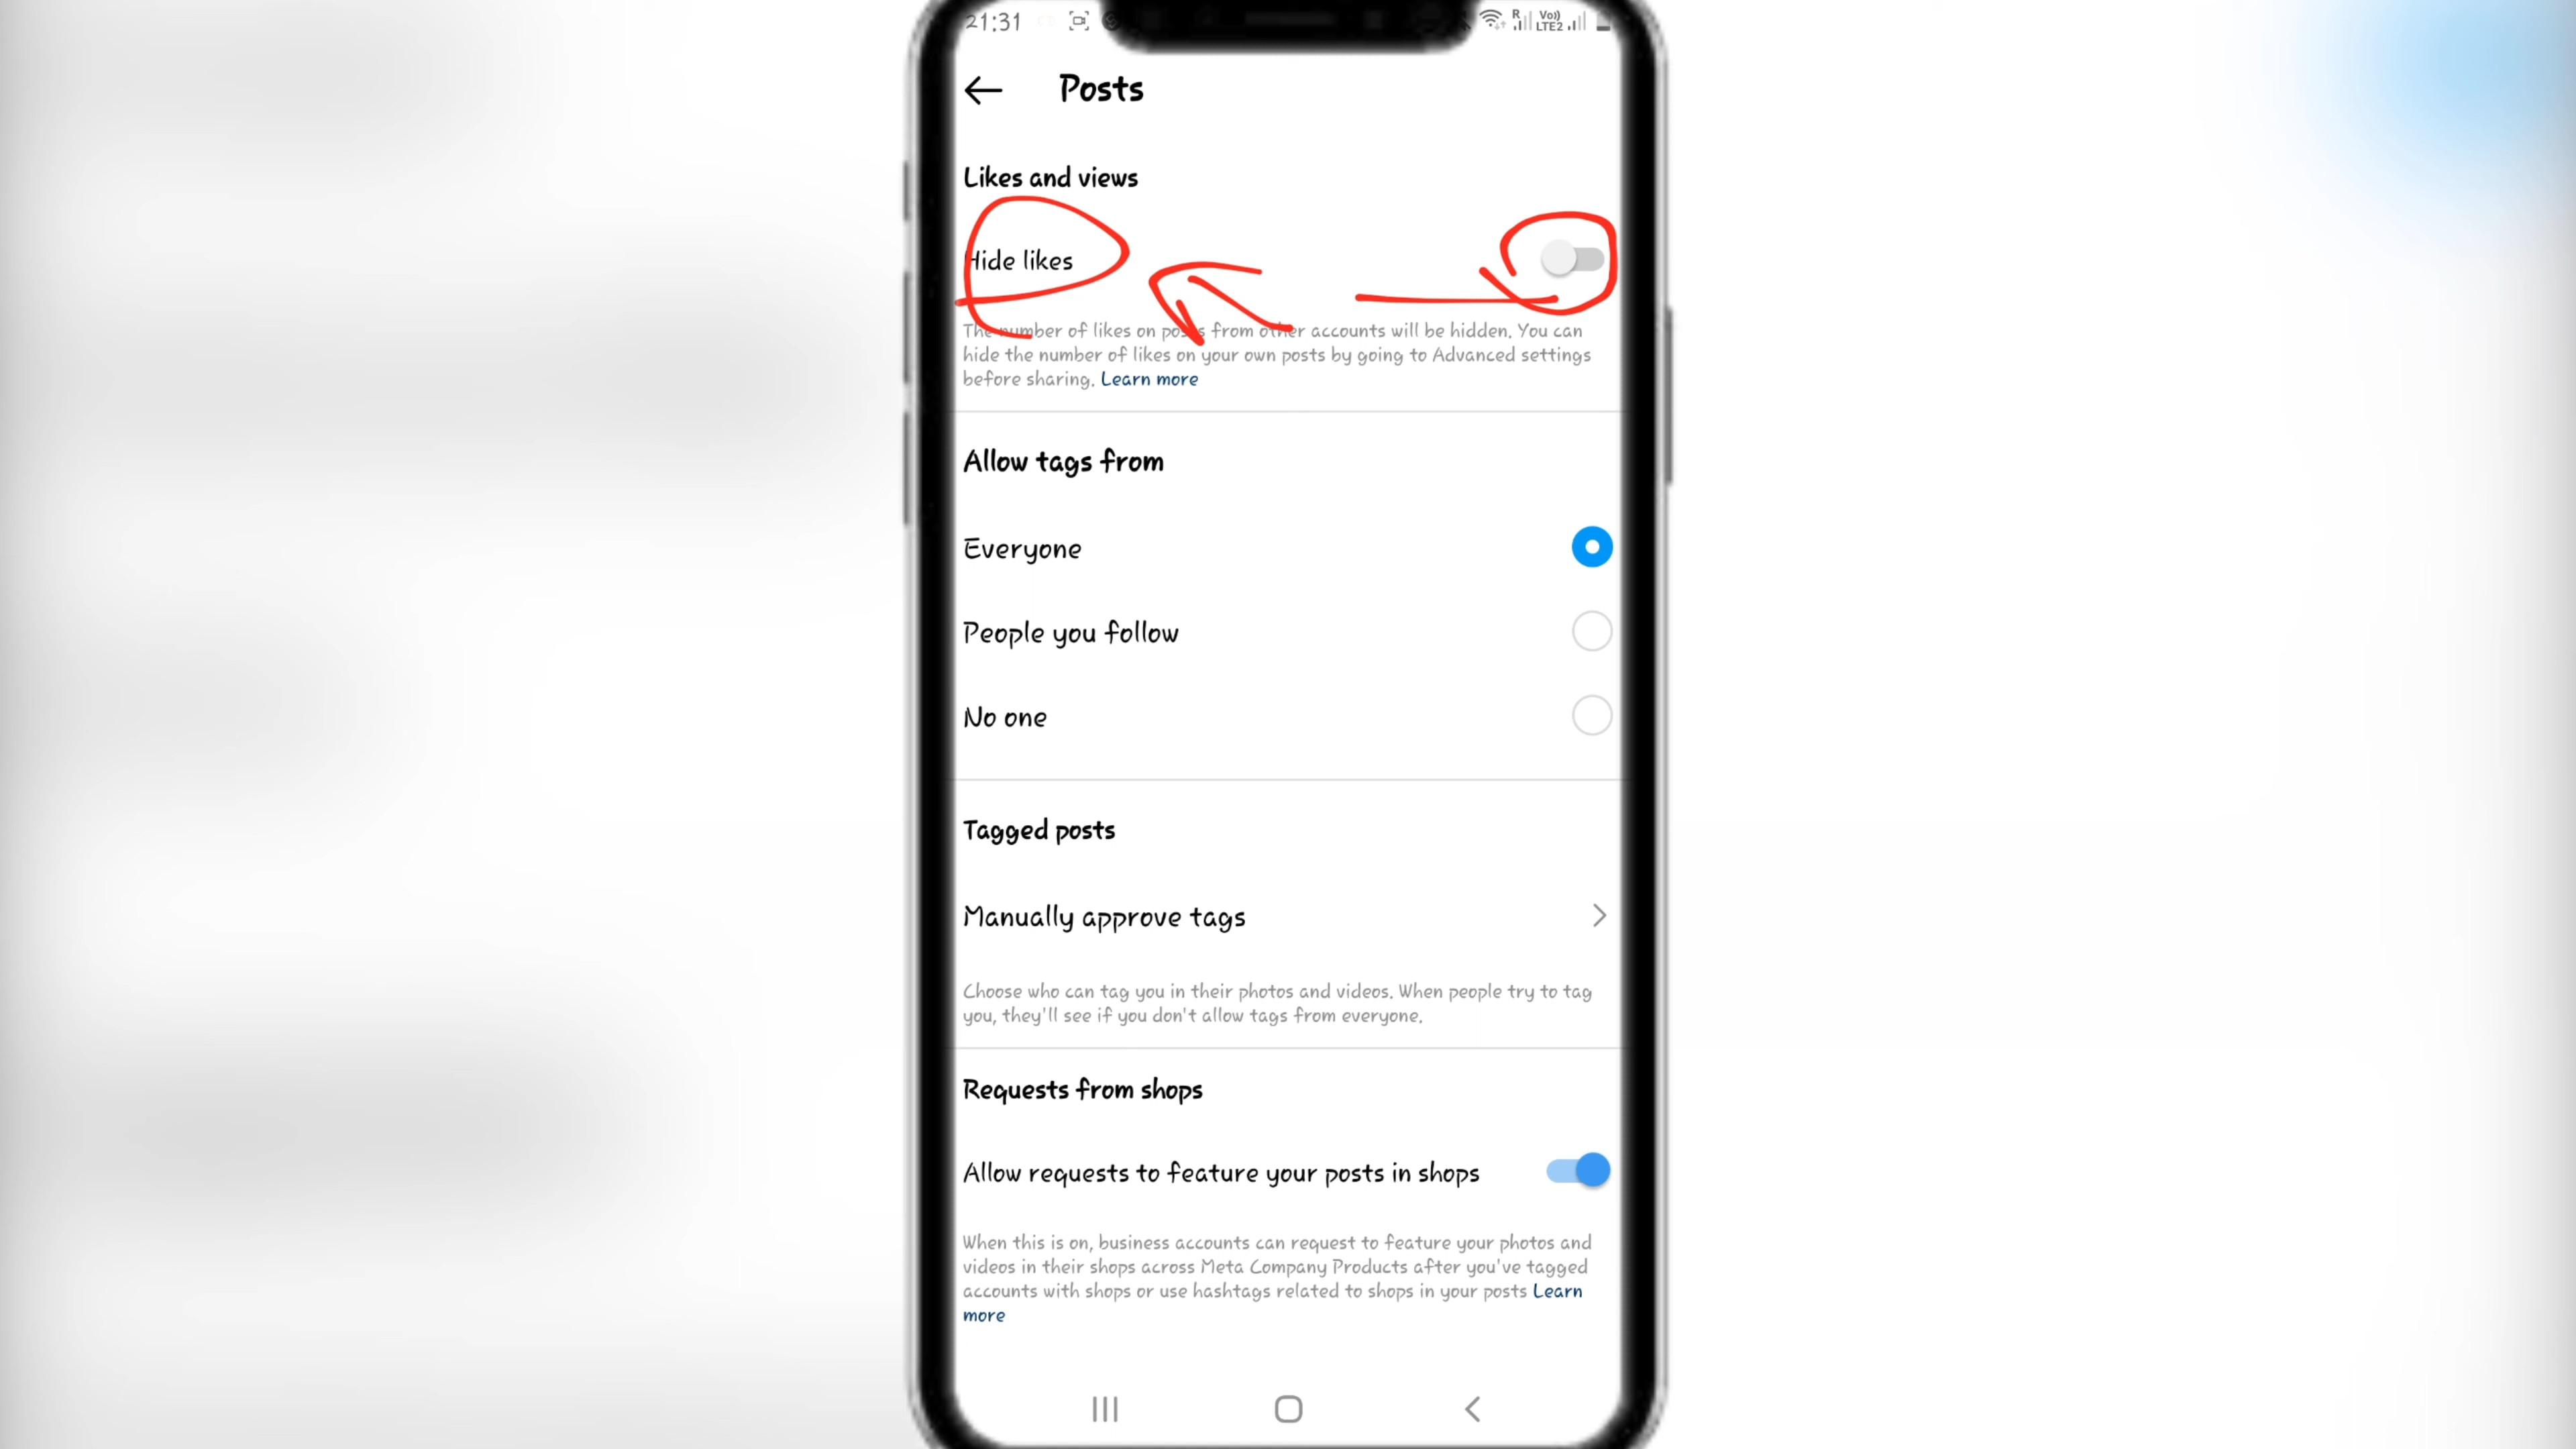 21:31
R
Vo))
LTE2
Posts
Likes and views
Hide likes
The number of likes on posts from other accounts will be hidden. You can
hide the number of likes on your own posts by going to Advanced settings
before sharing. Learn more
Allow tags from
Everyone
People you follow
No one
Tagged posts
Manually approve tags
Choose who can tag you in their photos and videos. When people try to tag
you, they'll see if you don't allow tags from everyone.
Requests from shops
Allow requests to feature your posts in shops
When this is on, business accounts can request to feature your photos and
videos in their shops across Meta Company Products after you've tagged
accounts with shops or use hashtags related to shops in your posts Learn
more